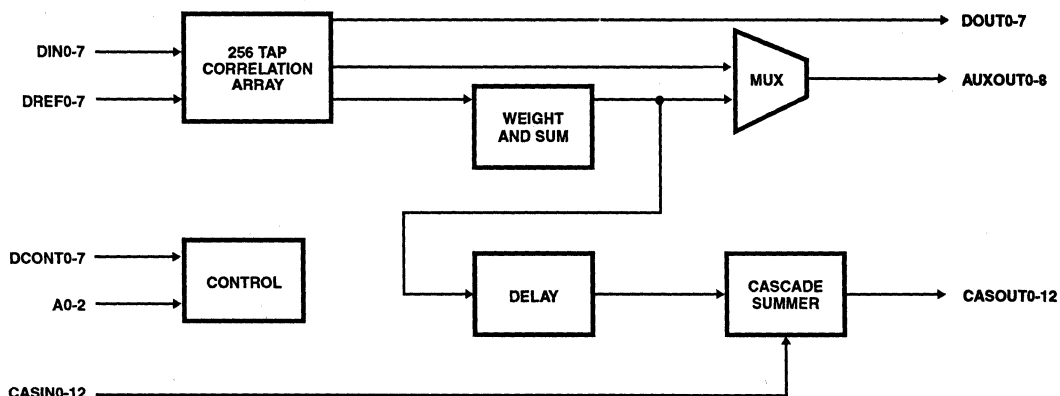 DIN0-7
DREF0-7
256 TAP
CORRELATION
ARRAY
DOUT0-7
MUX
AUXOUT0-8
WEIGHT
AND SUM
DCONT0-7
A0-2
CONTROL
DELAY
CASCADE
SUMMER
CASOUT0-12
CASIN0-12